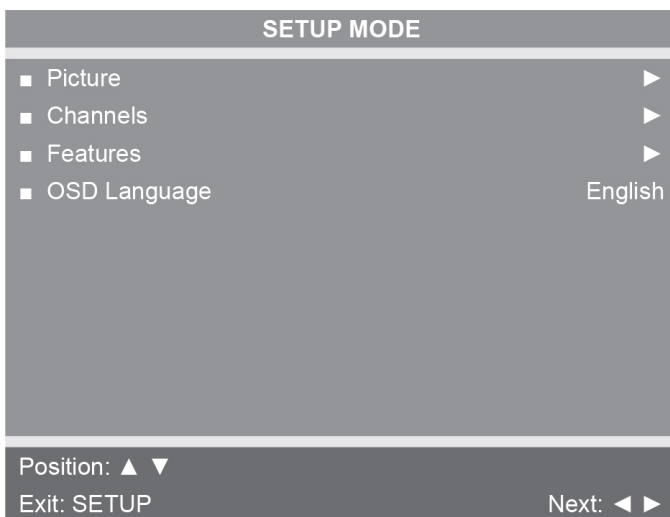 SETUP MODE
■ Picture ►
■ Channels ►
■ Features ►
■ OSD Language English
Position: ▲ ▼
Exit: SETUP Next: ◄ ►